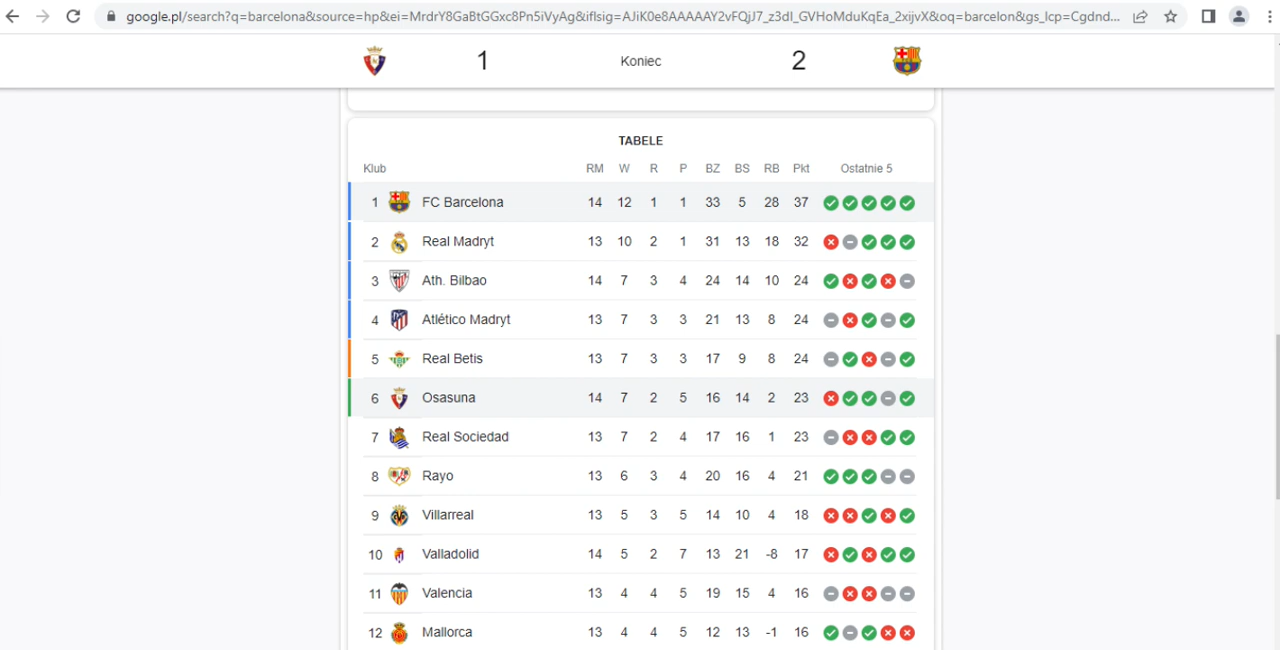 google.pl/search?q=barcelona&source=hp&ei=MrdrY8GaBtGGxc8Pn5iVyAg&iflsig=AJiK0e8AAAAAY2vFQjJ7_z3dI_GVHoMduKqEa_2xijvX&oq=barcelon&gs_lcp=Cgdnd...
1 Koniec 2
TABELE
Klub RM W R P BZ BS RB Pkt Ostatnie 5
1 FC Barcelona 14 12 1 1 33 5 28 37
2 Real Madryt 13 10 2 1 31 13 18 32
3 Ath. Bilbao 14 7 3 4 24 14 10 24
4 Atlético Madryt 13 7 3 3 21 13 8 24
5 Real Betis 13 7 3 3 17 9 8 24
6 Osasuna 14 7 2 5 16 14 2 23
7 Real Sociedad 13 7 2 4 17 16 1 23
8 Rayo 13 6 3 4 20 16 4 21
9 Villarreal 13 5 3 5 14 10 4 18
10 Valladolid 14 5 2 7 13 21 -8 17
11 Valencia 13 4 4 5 19 15 4 16
12 Mallorca 13 4 4 5 12 13 -1 16